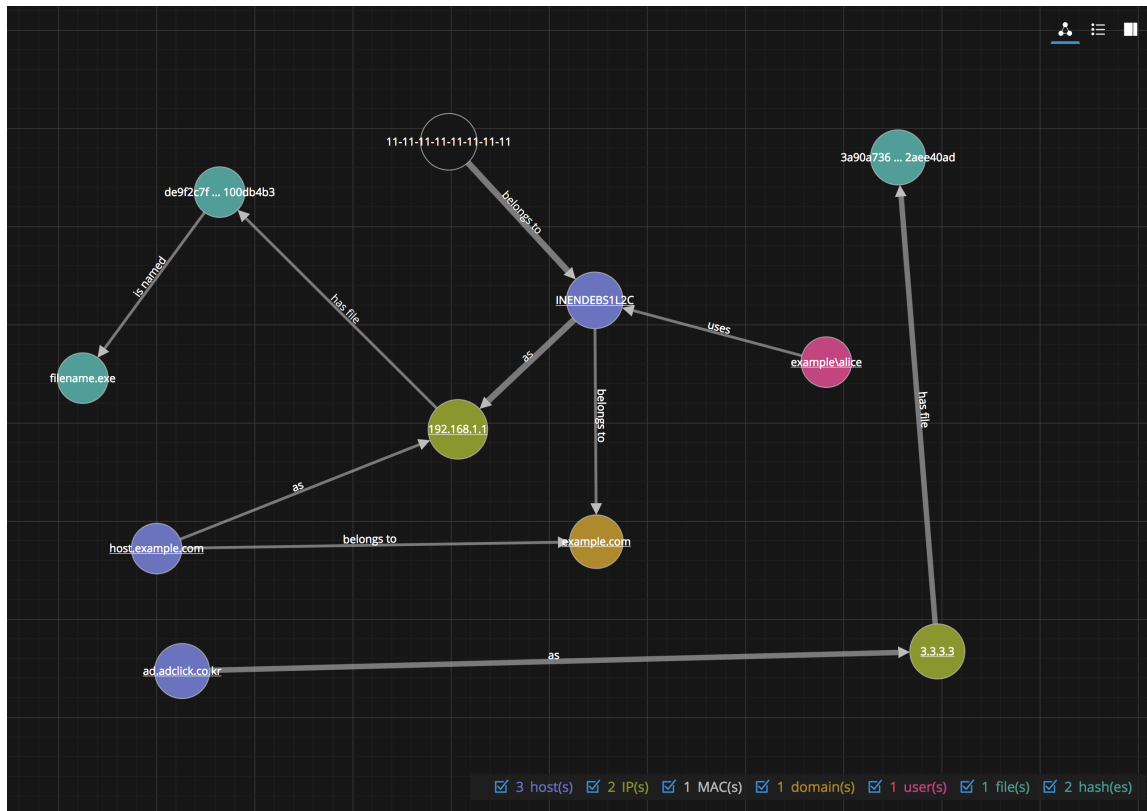 11-11-11-11-11-11-11-11
3a90a736 ... 2aee40ad
de9f2c7f ... 100db4b3
belongs to
is named
has file
INENDEBS1L2C
uses
as
example\alice
filename.exe
belongs to
has file
192.168.1.1
as
host.example.com
belongs to
example.com
ad.adclick.co.kr
as
3.3.3.3
3 host(s) 2 IP(s) 1 MAC(s) 1 domain(s) 1 user(s) 1 file(s) 2 hash(es)